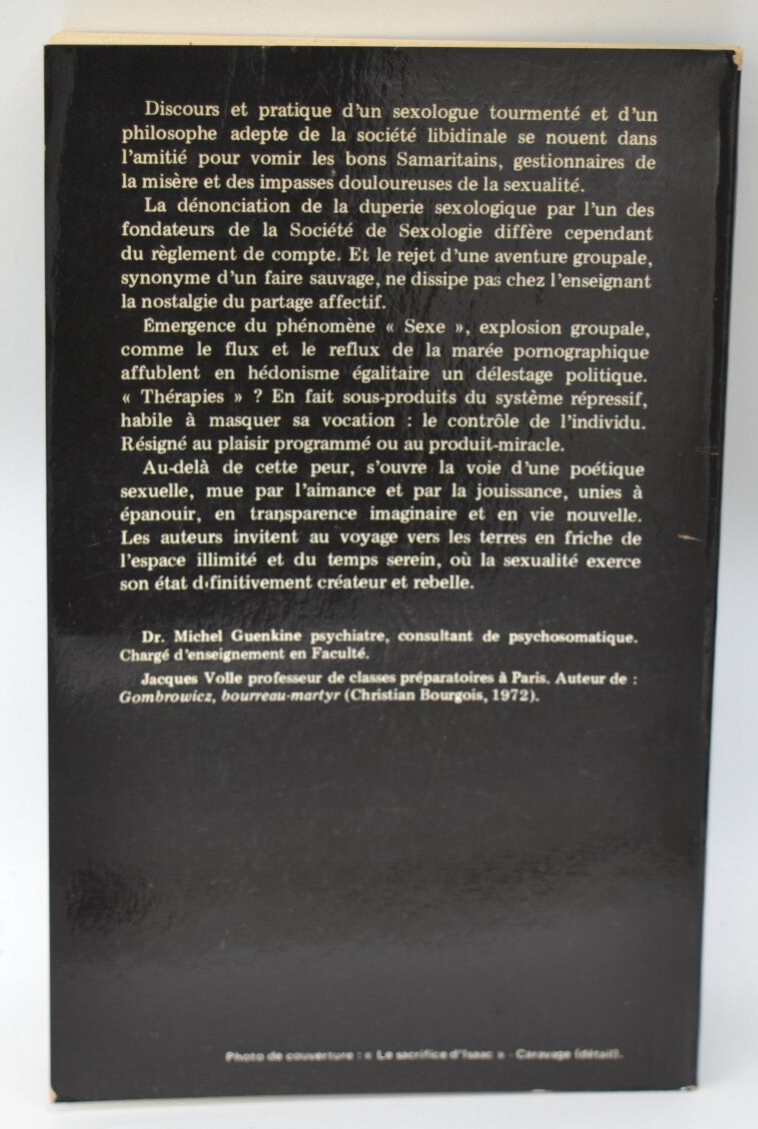 Discours et pratique d'un sexologue tourmenté et d'un
philosophe adepte de la société libidinale se nouent dans
l'amitié pour vomir les bons Samaritains, gestionnaires de
la misère et des impasses douloureuses de la sexualité.
La dénonciation de la duperie sexologique par l'un des
fondateurs de la Société de Sexologie diffère cependant
du règlement de compte. Et le rejet d'une aventure groupale,
synonyme d'un faire sauvage, ne dissipe pas chez l'enseignant
la nostalgie du partage affectif.
Émergence du phénomène « Sexe », explosion groupale,
comme le flux et le reflux de la marée pornographique
affublent en hédonisme égalitaire un délestage politique.
« Thérapies » ? En fait sous-produits du système répressif,
habile à masquer sa vocation : le contrôle de l'individu.
Résigné au plaisir programmé ou au produit-miracle.
Au-delà de cette peur, s'ouvre la voie d'une poétique
sexuelle, mue par l'aimance et par la jouissance, unies à
épanouir, en transparence imaginaire et en vie nouvelle.
Les auteurs invitent au voyage vers les terres en friche de
l'espace illimité et du temps serein, où la sexualité exerce
son état d·finitivement créateur et rebelle.
Dr. Michel Guenkine psychiatre, consultant de psychosomatique.
Chargé d'enseignement en Faculté.
Jacques Volle professeur de classes préparatoires à Paris. Auteur de :
Gombrowicz, bourreau-martyr (Christian Bourgois, 1972).
Photo de couverture : « Le sacrifice d'Isaac » - Caravage (détail).